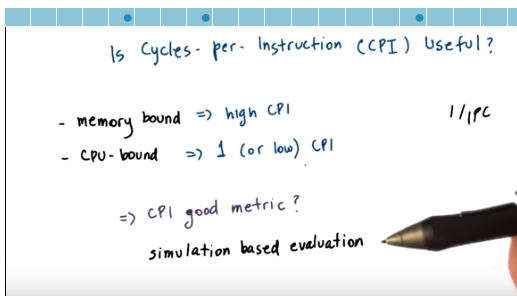 Is Cycles-per-Instruction (CPI) Useful?
- memory bound => high CPI
1/IPC
- CPU-bound => 1 (or low) CPI
=> CPI good metric?
simulation based evaluation